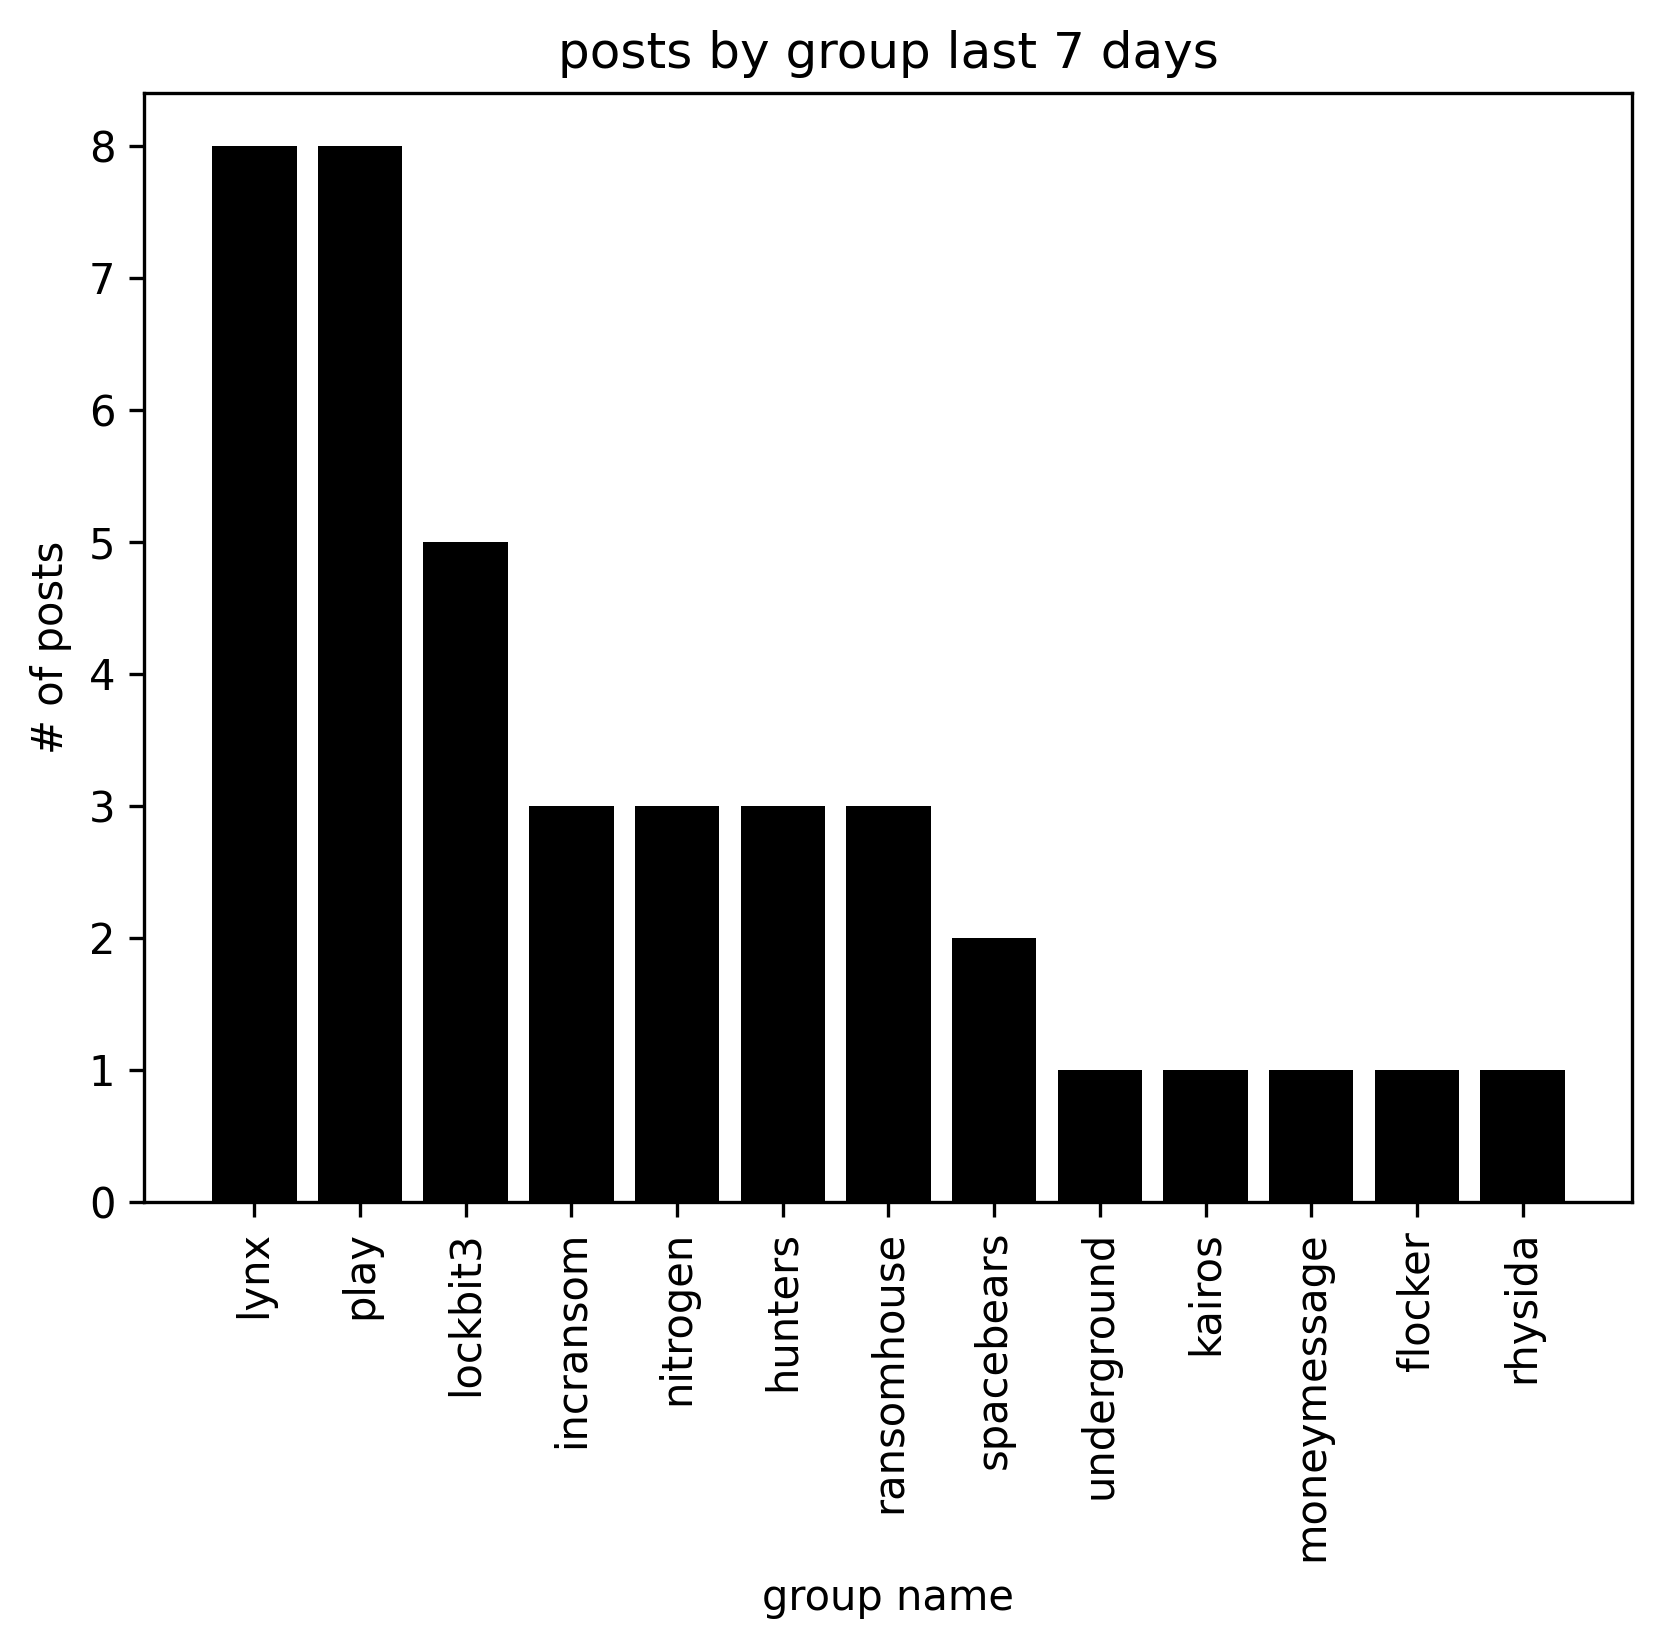 posts by group last 7 days
# of posts
8
7
6
5
4
3
2
1
0
lynx
play
lockbit3
incransom
nitrogen
hunters
ransomhouse
spacebears
underground
kairos
moneymessage
flocker
rhysida
group name